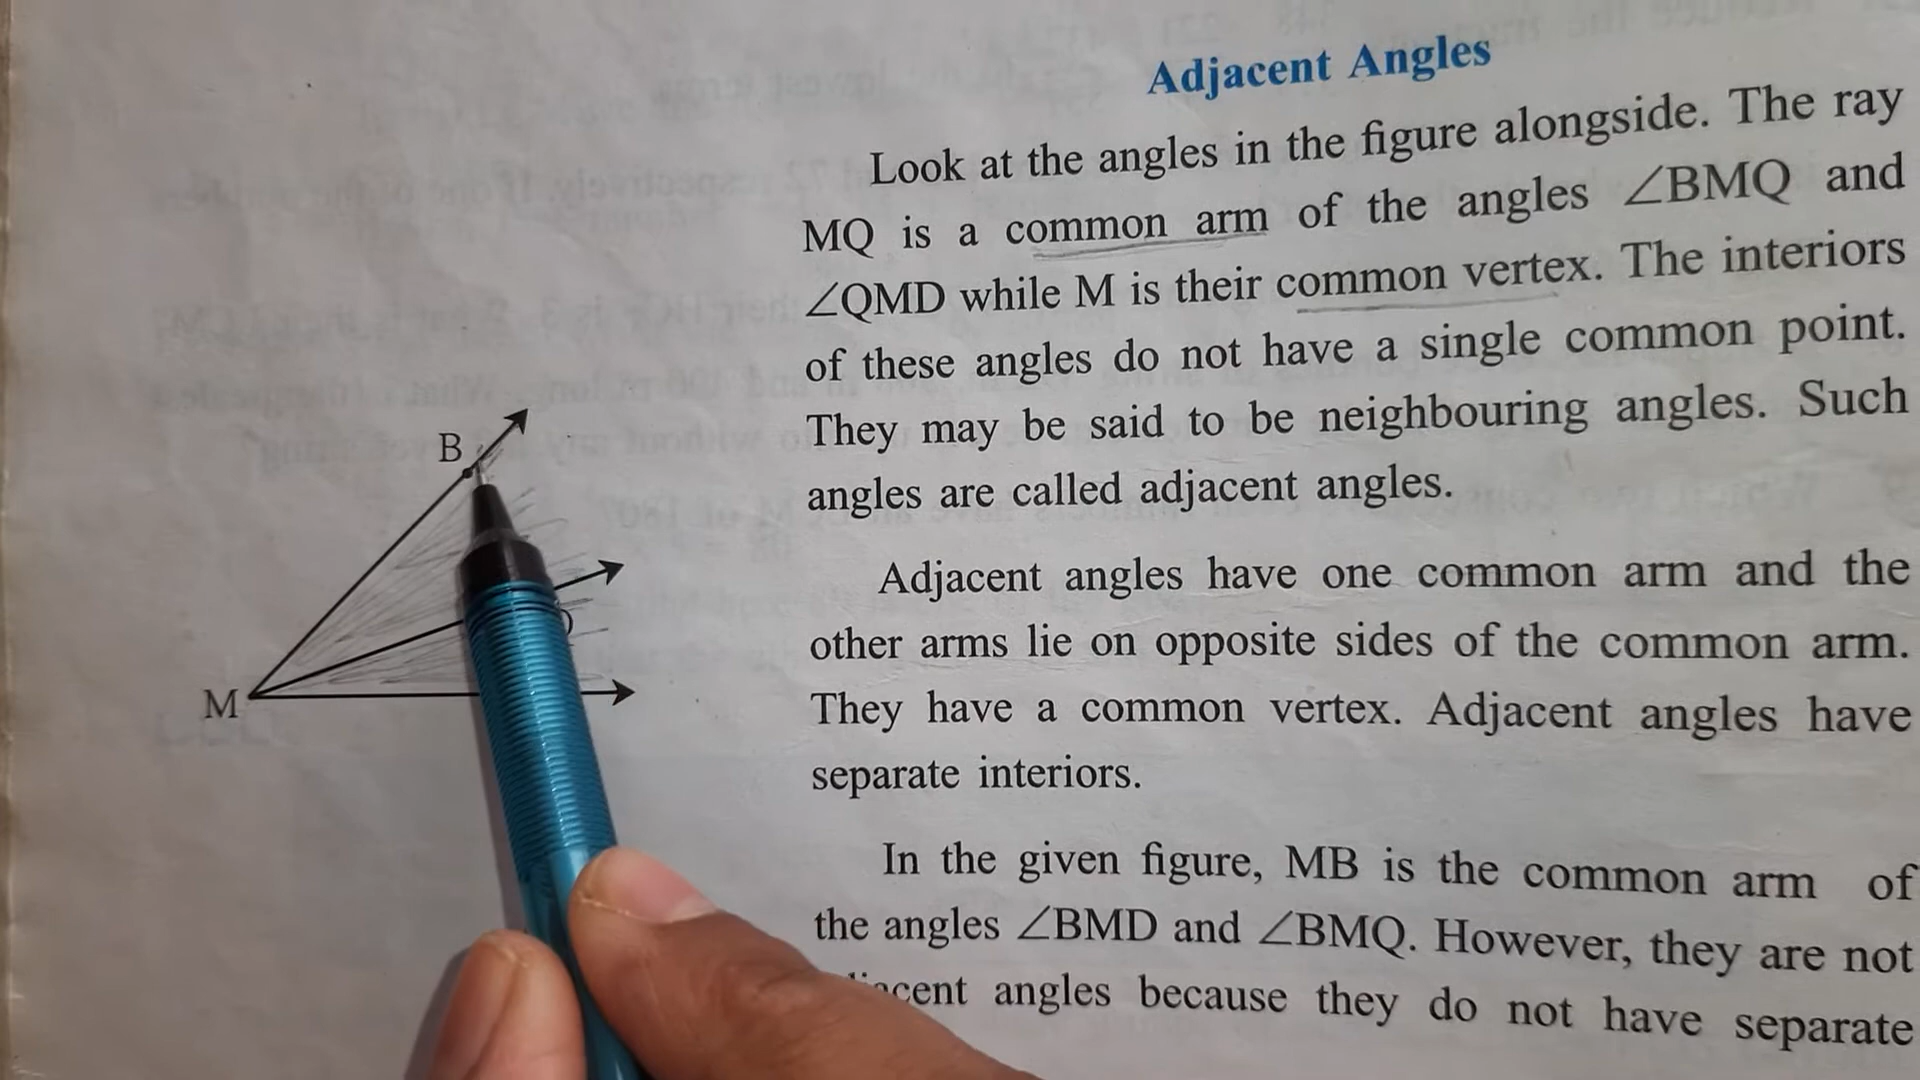 Adjacent Angles
Look at the angles in the figure alongside. The ray
MQ is a common arm of the angles ∠BMQ and
∠QMD while M is their common vertex. The interiors
of these angles do not have a single common point.
They may be said to be neighbouring angles. Such
angles are called adjacent angles.
B
M
Adjacent angles have one common arm and the
other arms lie on opposite sides of the common arm.
They have a common vertex. Adjacent angles have
separate interiors.
In the given figure, MB is the common arm of
the angles ∠BMD and ∠BMQ. However, they are not
angles because they do not have separate